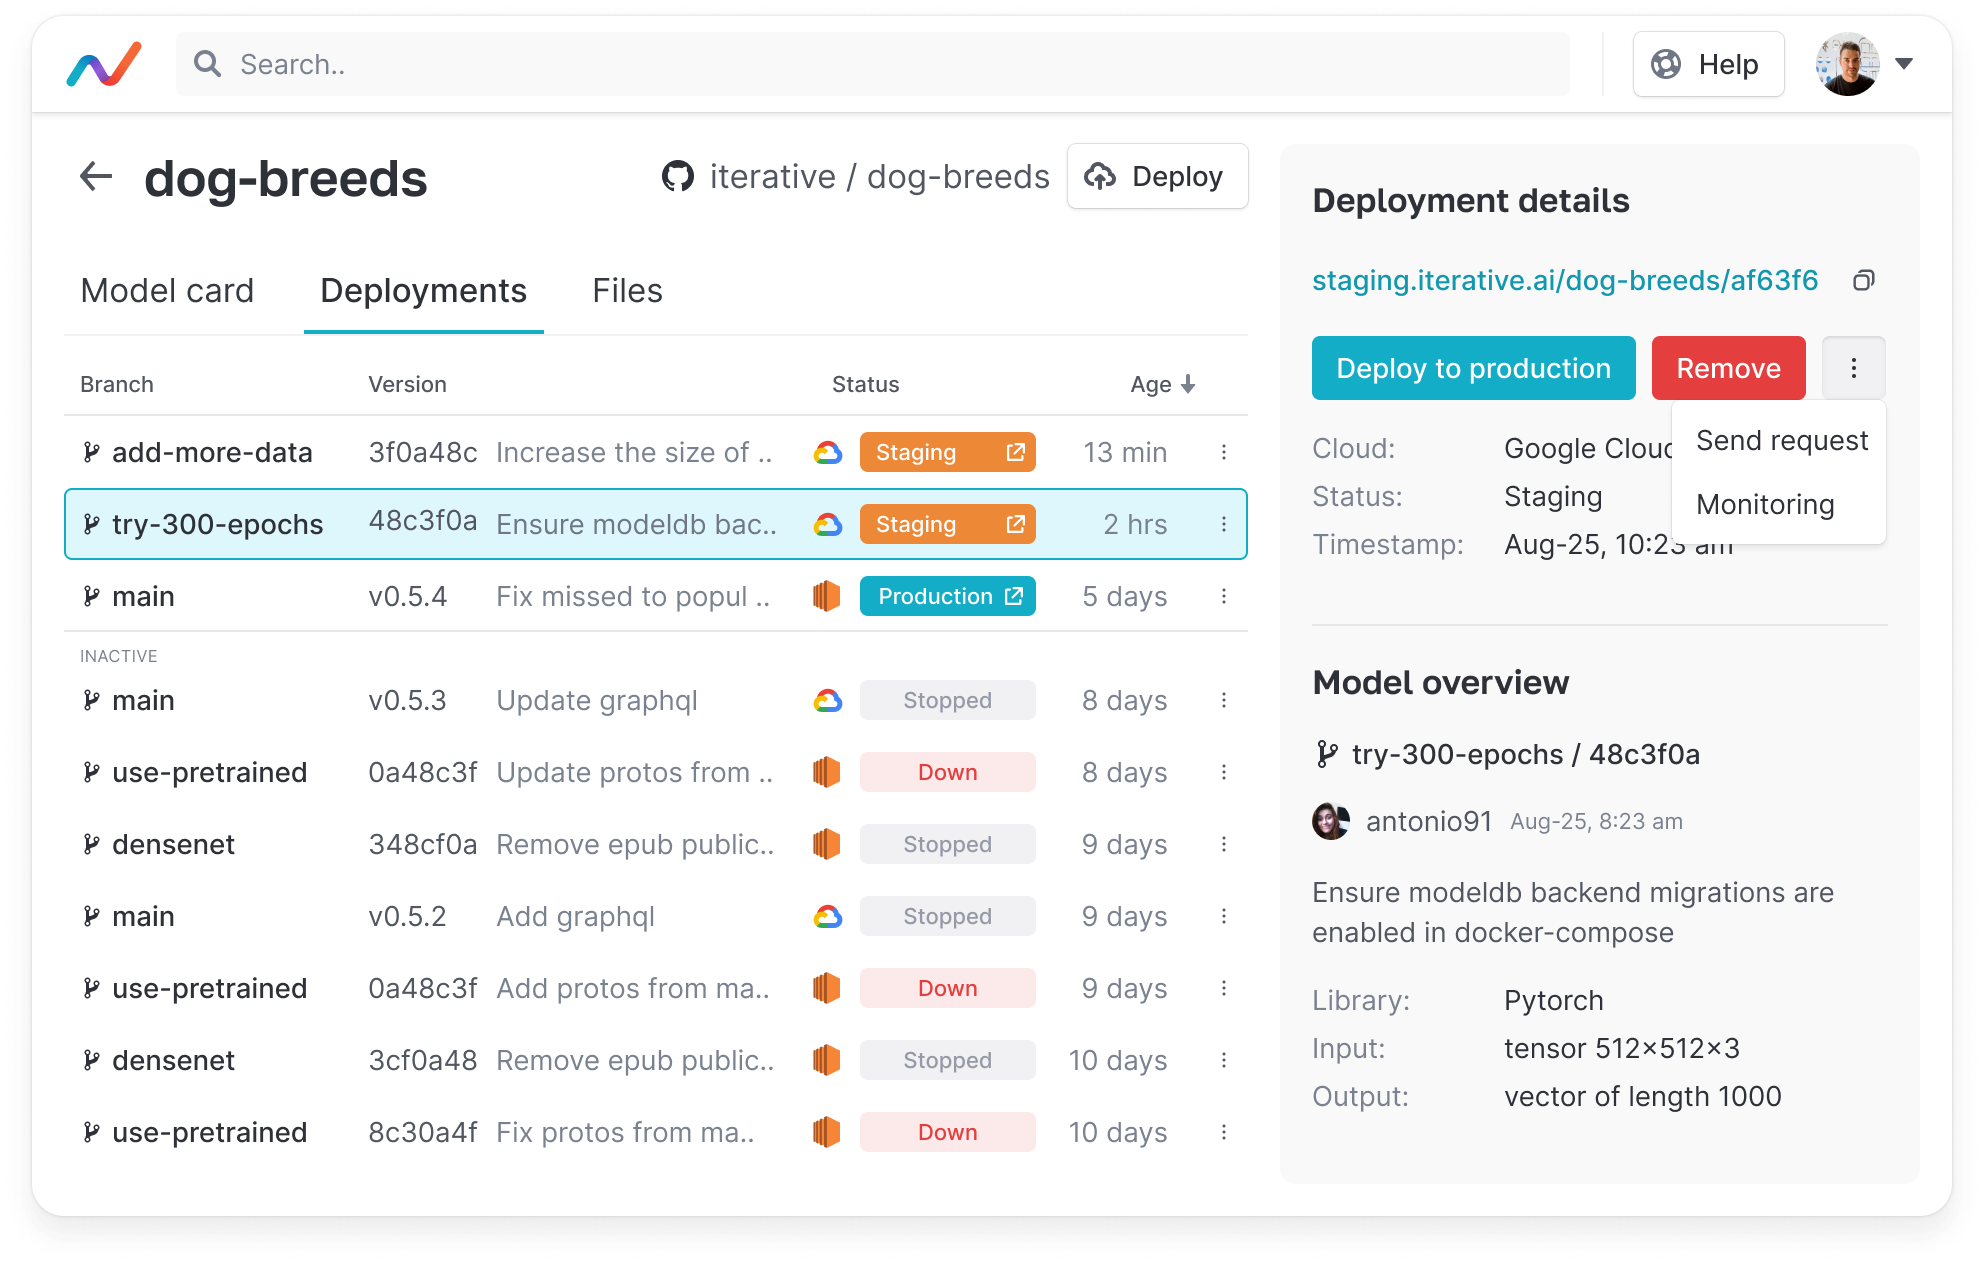 Search..
Help
dog-breeds
iterative / dog-breeds
Deploy
Model card
Deployments
Files
Branch Version Status Age
add-more-data 3f0a48c Increase the size of .. Staging 13 min
try-300-epochs 48c3f0a Ensure modeldb bac.. Staging 2 hrs
main v0.5.4 Fix missed to popul .. Production 5 days
INACTIVE
main v0.5.3 Update graphql Stopped 8 days
use-pretrained 0a48c3f Update protos from .. Down 8 days
densenet 348cf0a Remove epub public.. Stopped 9 days
main v0.5.2 Add graphql Stopped 9 days
use-pretrained 0a48c3f Add protos from ma.. Down 9 days
densenet 3cf0a48 Remove epub public.. Stopped 10 days
use-pretrained 8c30a4f Fix protos from ma.. Down 10 days
Deployment details
staging.iterative.ai/dog-breeds/af63f6
Deploy to production
Remove
Send request
Monitoring
Cloud: Google Cloud
Status: Staging
Timestamp: Aug-25, 10:23 am
Model overview
try-300-epochs / 48c3f0a
antonio91 Aug-25, 8:23 am
Ensure modeldb backend migrations are
enabled in docker-compose
Library: Pytorch
Input: tensor 512×512×3
Output: vector of length 1000